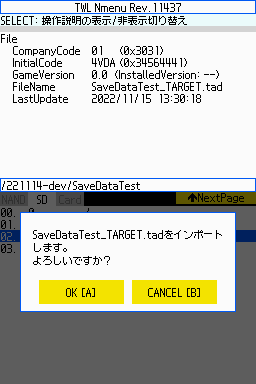 TWL Nmenu Rev.11437
SELECT: 操作説明の表示/非表示切り替え
File
CompanyCode 01 (0x3031)
InitialCode 4VDA (0x34564441)
GameVersion 0.0 (InstalledVersion: --)
FileName SaveDataTest_TARGET.tad
LastUpdate 2022/11/15 13:30:18
/221114-dev/SaveDataTest
NAND SD Card ↑NextPage
00.
01.
02.
03.
SaveDataTest_TARGET.tadをインポート
します。
よろしいですか?
OK [A] CANCEL [B]